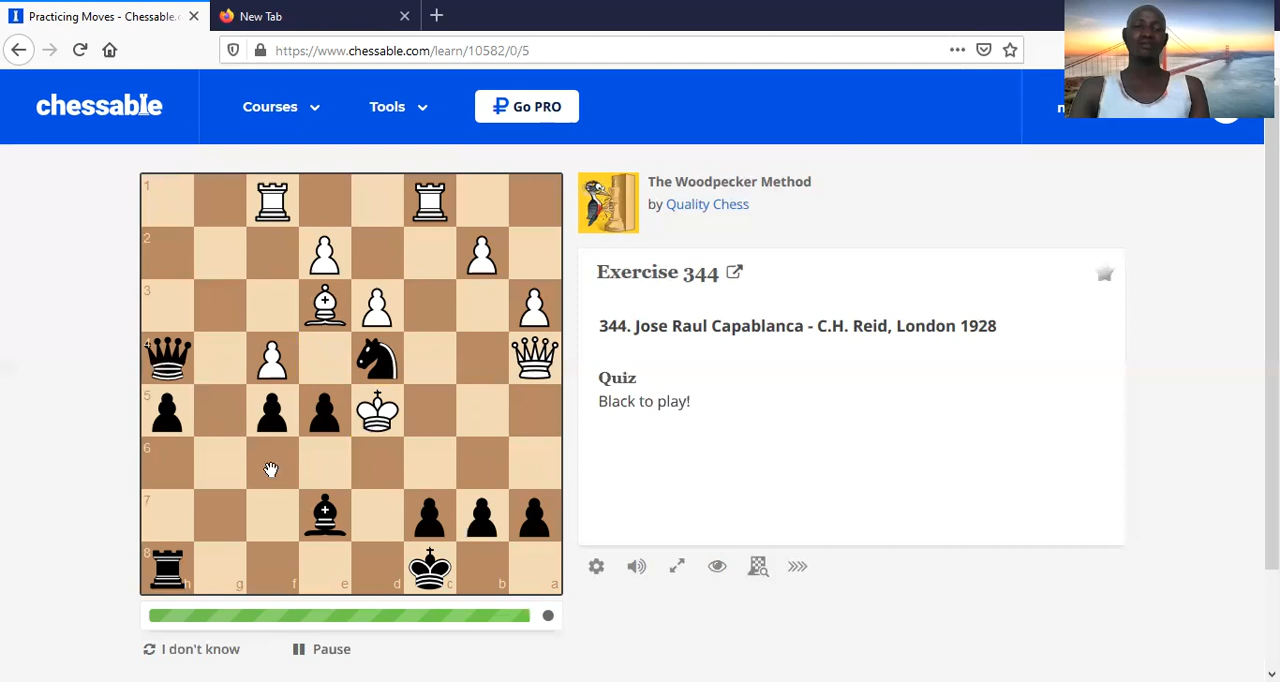 Practicing Moves - Chessable.c
New Tab
https://www.chessable.com/learn/10582/0/5
chessable
Courses
Tools
Go PRO
The Woodpecker Method
by Quality Chess
Exercise 344
344. Jose Raul Capablanca - C.H. Reid, London 1928
Quiz
Black to play!
1
2
3
4
5
6
7
8
h g f e d c b a
I don't know
Pause